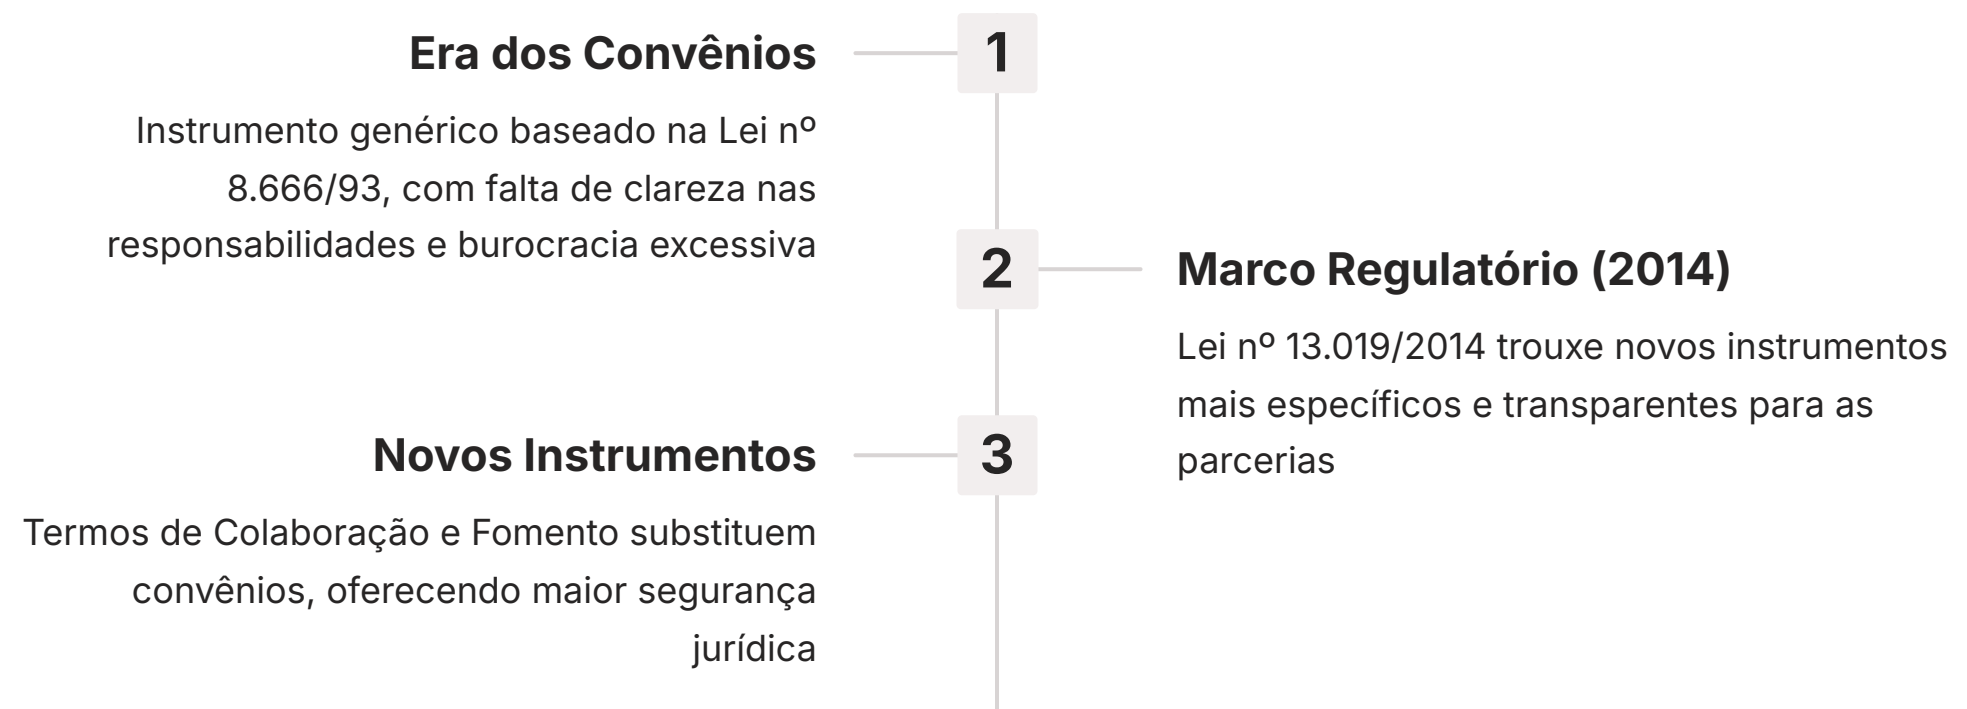 Era dos Convênios
1
Instrumento genérico baseado na Lei nº
8.666/93, com falta de clareza nas
responsabilidades e burocracia excessiva
2
Marco Regulatório (2014)
Lei nº 13.019/2014 trouxe novos instrumentos
mais específicos e transparentes para as
parcerias
Novos Instrumentos
3
Termos de Colaboração e Fomento substituem
convênios, oferecendo maior segurança
jurídica